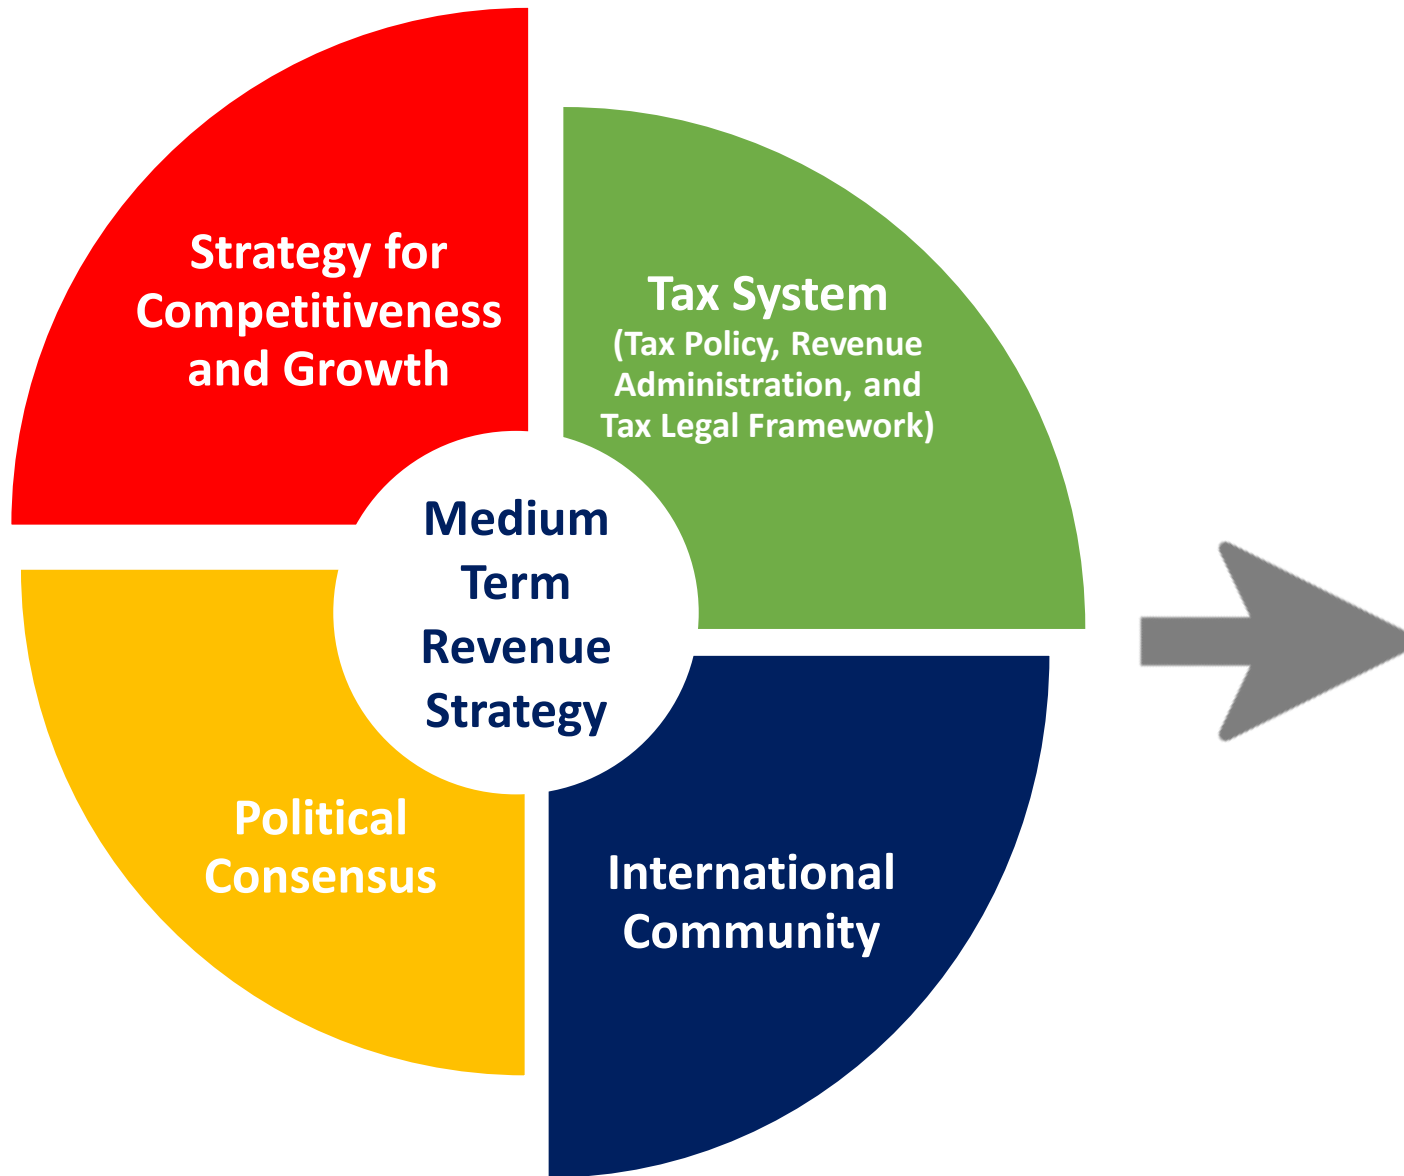 Strategy for
Competitiveness
and Growth
Tax System
(Tax Policy, Revenue
Administration, and
Tax Legal Framework)
Medium
Term
Revenue
Strategy
Political
Consensus
International
Community